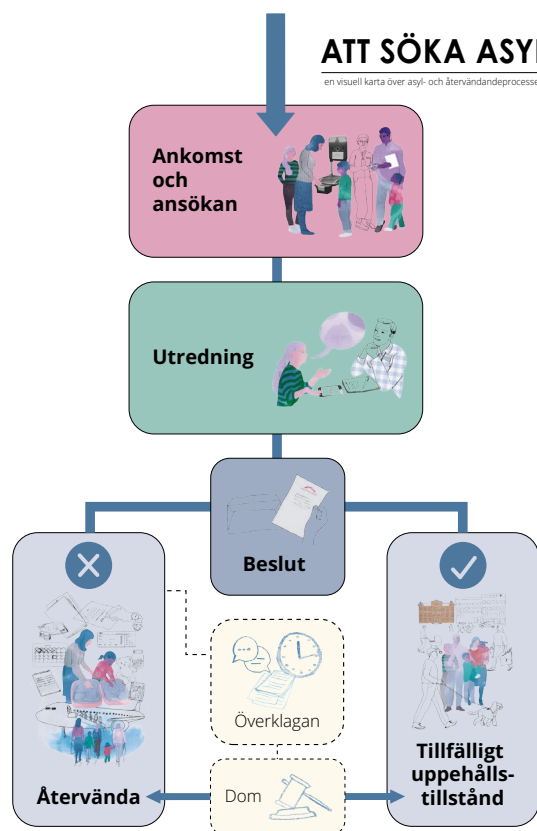 ATT SÖKA ASYL
en visuell karta över asyl- och återvändandeprocesse
Ankomst
och
ansökan
Utredning
Beslut
Överklagan
Dom
Återvända
Tillfälligt
uppehålls-
tillstånd